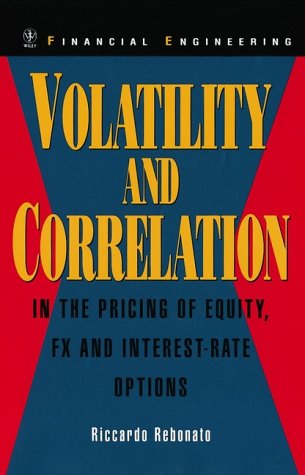 WILEY
FINANCIAL ENGINEERING
VOLATILITY
AND
CORRELATION
IN THE PRICING OF EQUITY,
FX AND INTEREST-RATE
OPTIONS
Riccardo Rebonato